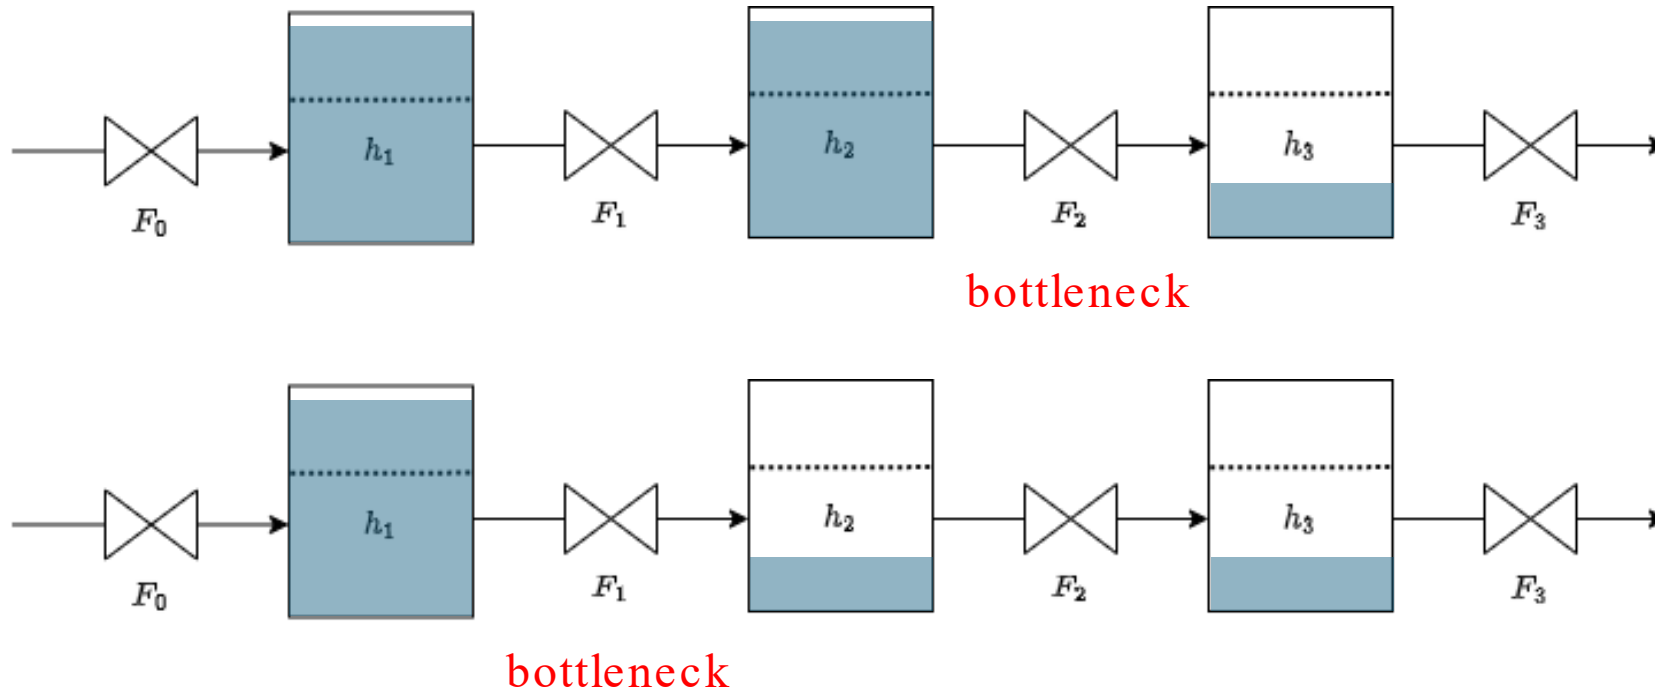 h₁ h₂ h₃
F₀ F₁ F₂ F₃
bottleneck
h₁ h₂ h₃
F₀ F₁ F₂ F₃
bottleneck